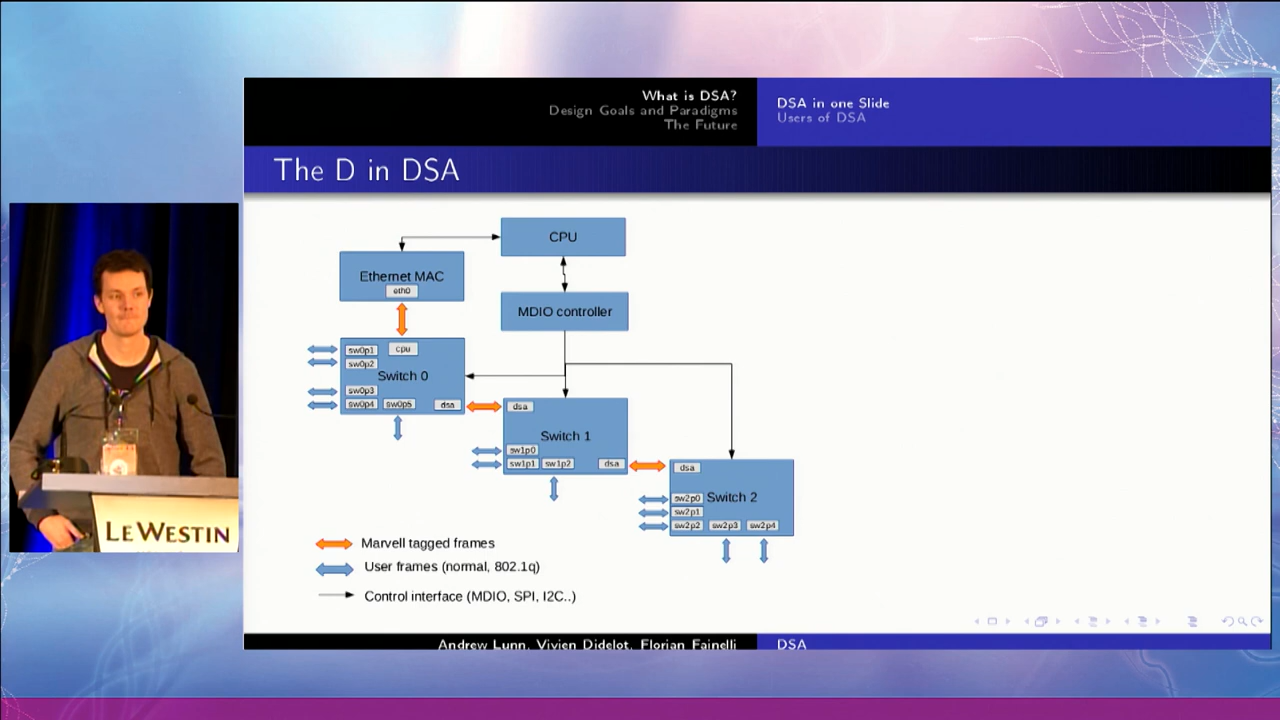 What is DSA?
Design Goals and Paradigms
The Future
DSA in one Slide
Users of DSA
The D in DSA
CPU
Ethernet MAC
eth0
MDIO controller
sw0p1
cpu
sw0p2
Switch 0
sw0p3
sw0p4
sw0p5
dsa
dsa
Switch 1
sw1p0
sw1p1
sw1p2
dsa
dsa
sw2p0
Switch 2
sw2p1
sw2p2
sw2p3
sw2p4
Marvell tagged frames
User frames (normal, 802.1q)
Control interface (MDIO, SPI, I2C..)
Andrew Lunn, Vivien Didelot, Florian Fainelli
DSA
LE WESTIN